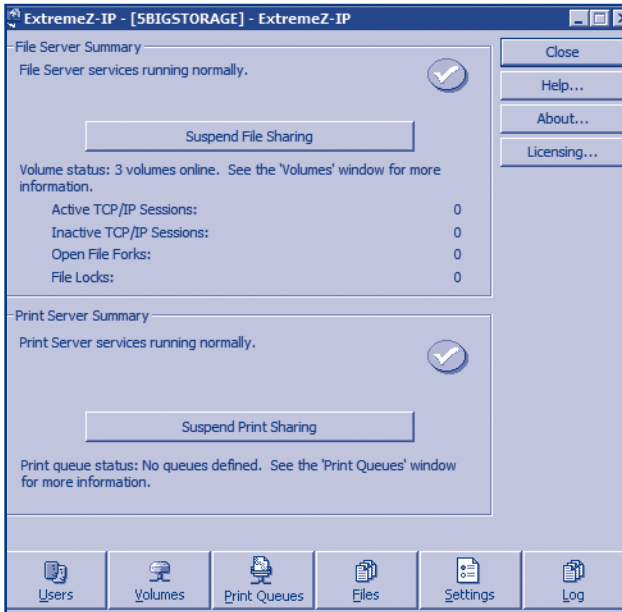 ExtremeZ-IP - [5BIGSTORAGE] - ExtremeZ-IP
File Server Summary
File Server services running normally.
Suspend File Sharing
Volume status: 3 volumes online. See the 'Volumes' window for more
information.
Active TCP/IP Sessions: 0
Inactive TCP/IP Sessions: 0
Open File Forks: 0
File Locks: 0
Print Server Summary
Print Server services running normally.
Suspend Print Sharing
Print queue status: No queues defined. See the 'Print Queues' window
for more information.
Close
Help...
About...
Licensing...
Users
Volumes
Print Queues
Files
Settings
Log